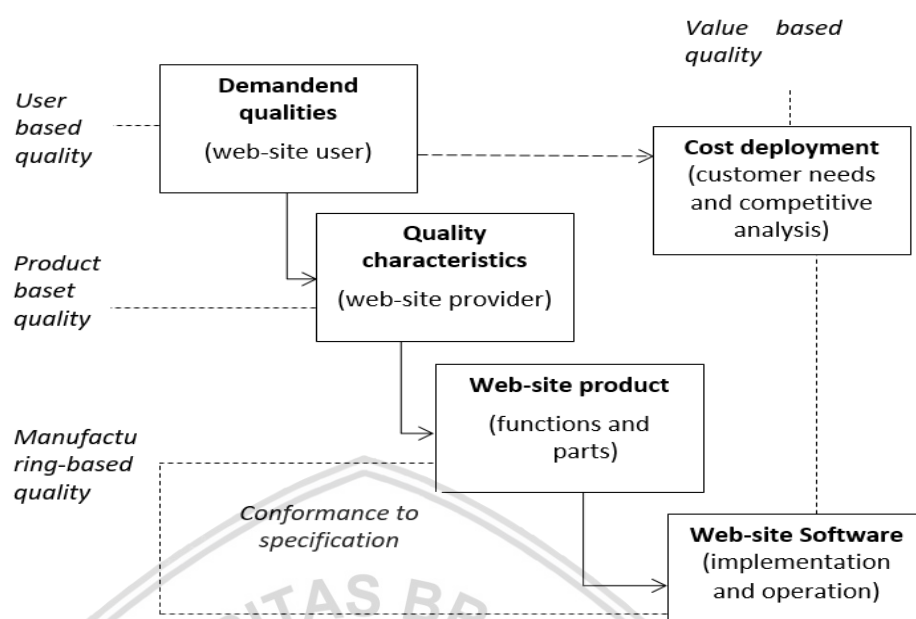 Value based
quality
Demandend
qualities
(web-site user)
User
based
quality
Cost deployment
(customer needs
and competitive
analysis)
Quality
characteristics
(web-site provider)
Product
baset
quality
Web-site product
(functions and
parts)
Manufactu
ring-based
quality
Conformance to
specification
Web-site Software
(implementation
and operation)
ITAS BR